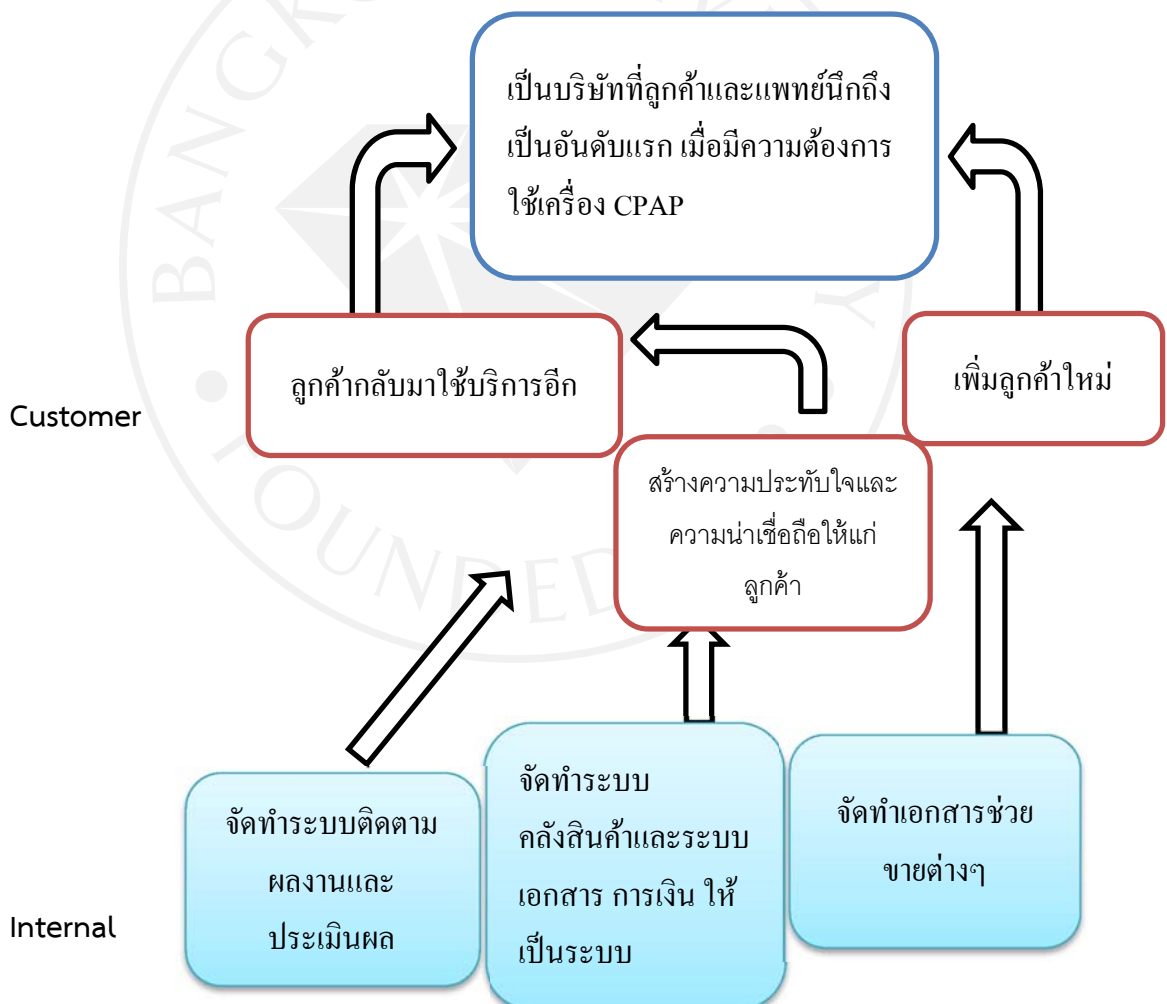 เป็นบริษัทที่ลูกค้าและแพทย์นึกถึง
เป็นอันดับแรก เมื่อมีความต้องการ
ใช้เครื่อง CPAP
ลูกค้ากลับมาใช้บริการอีก
เพิ่มลูกค้าใหม่
Customer
สร้างความประทับใจและ
ความน่าเชื่อถือให้แก่
ลูกค้า
จัดทำระบบติดตาม
ผลงานและ
ประเมินผล
จัดทำระบบ
คลังสินค้าและระบบ
เอกสาร การเงิน ให้
เป็นระบบ
จัดทำเอกสารช่วย
ขายต่างๆ
Internal